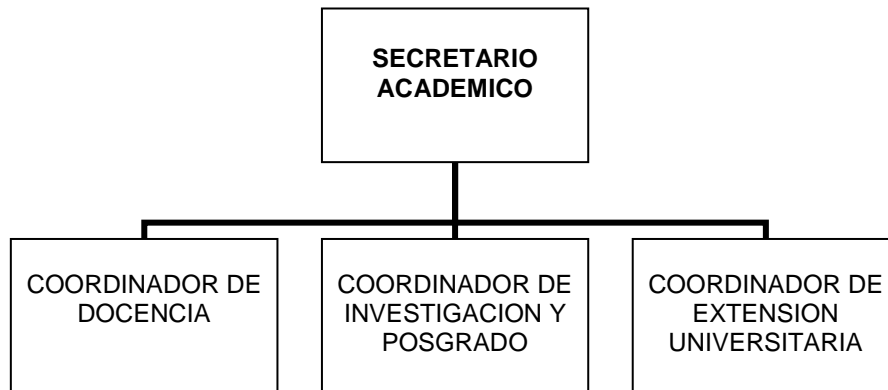 SECRETARIO
ACADEMICO
COORDINADOR DE
DOCENCIA
COORDINADOR DE
INVESTIGACION Y
POSGRADO
COORDINADOR DE
EXTENSION
UNIVERSITARIA